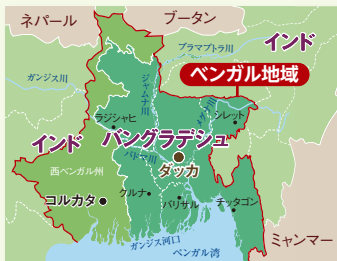 ネパール
ブータン
インド
ブラマプトラ川
ガンジス川
ベンガル地域
ジャムナ川
メグナ川
シレット
ラジシャヒ
インド
バングラデシュ
パドマ川
ダッカ
西ベンガル州
コルカタ
クルナ
バリサル
チッタゴン
ミャンマー
ガンジス河口
ベンガル湾